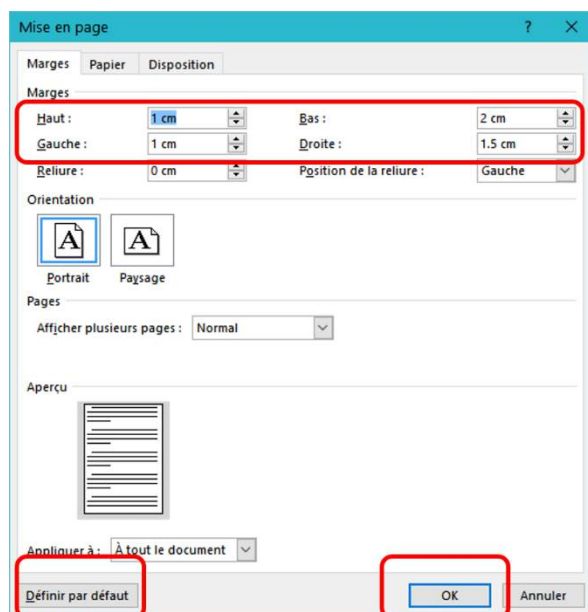 Mise en page ? ✕
Marges Papier Disposition
Marges
Haut : 1 cm Bas : 2 cm
Gauche : 1 cm Droite : 1.5 cm
Reliure : 0 cm Position de la reliure : Gauche
Orientation
A A
Portrait Paysage
Pages
Afficher plusieurs pages : Normal
Aperçu
Appliquer à : À tout le document
Définir par défaut OK Annuler